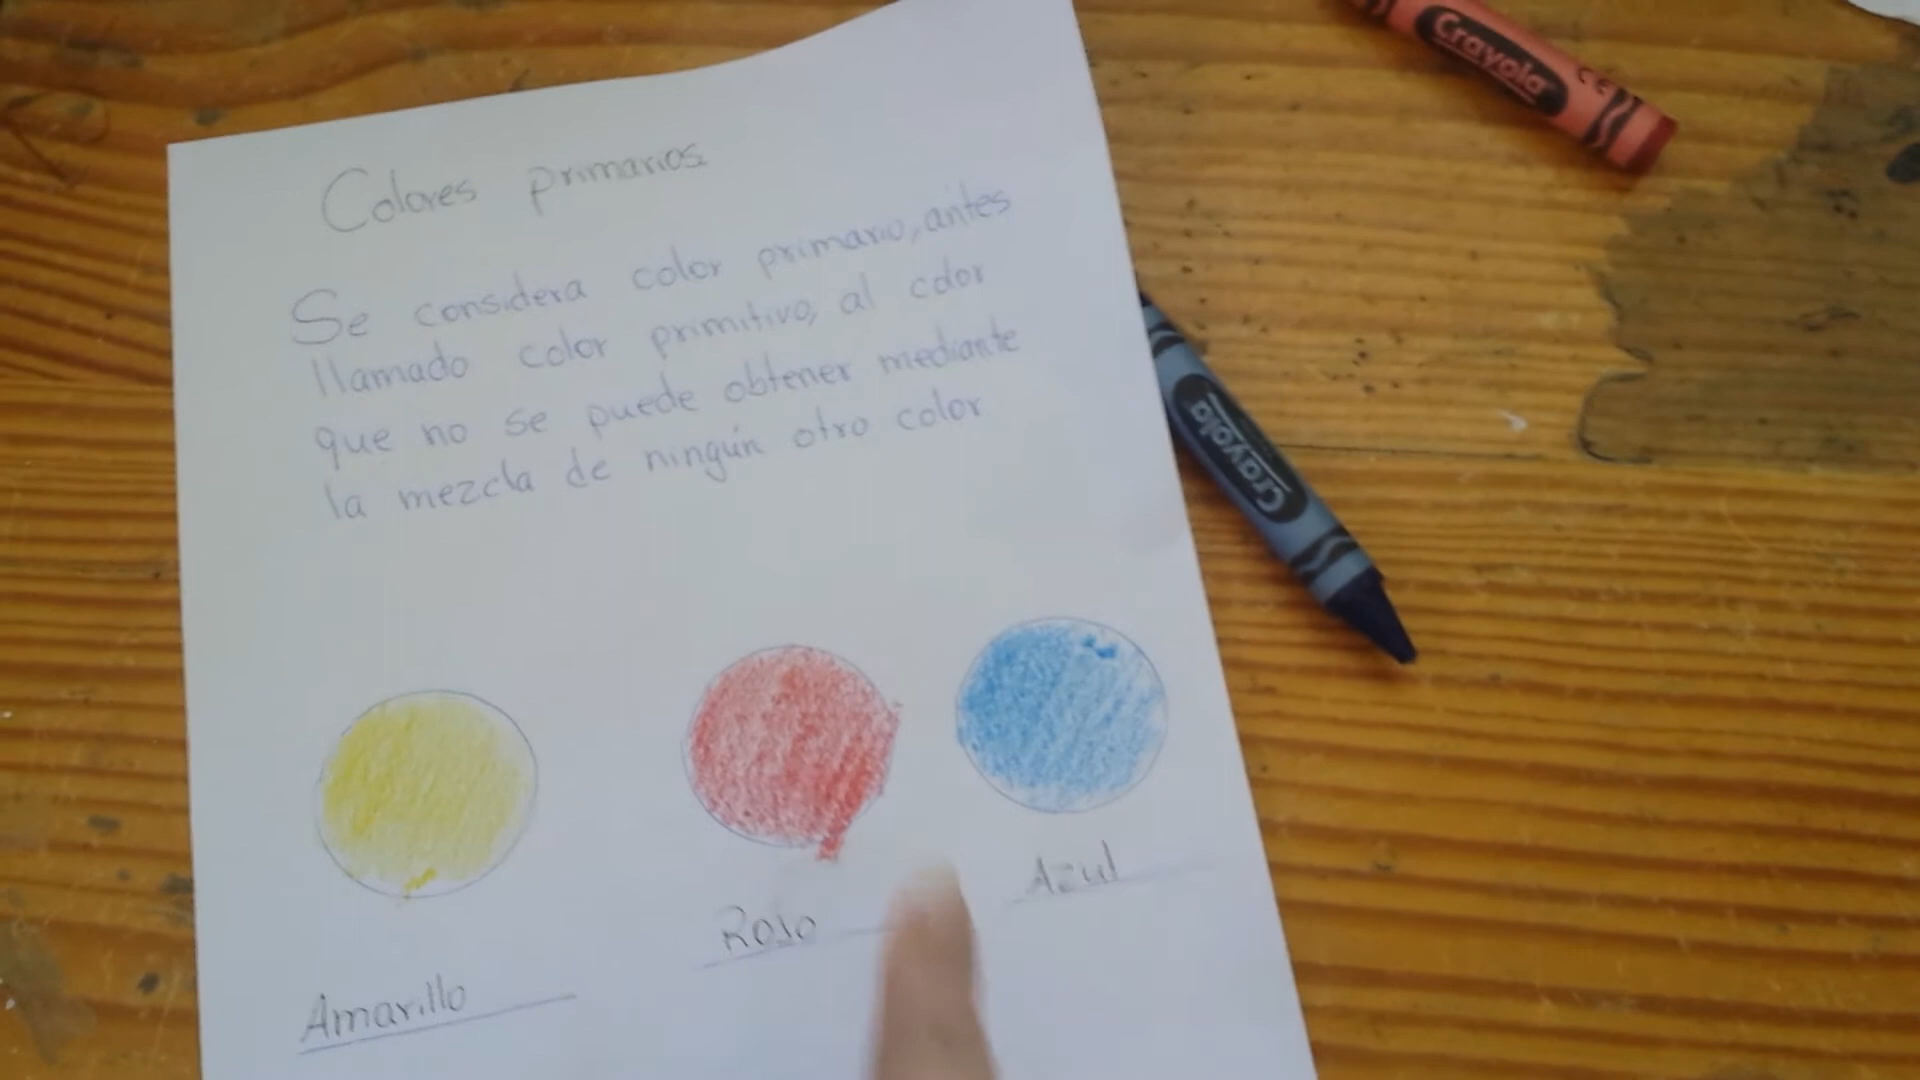 Colores primarios
Se considera color primario, antes
llamado color primitivo, al color
que no se puede obtener mediante
la mezcla de ningún otro color
Amarillo
Rojo
Azul
Crayola
Crayola